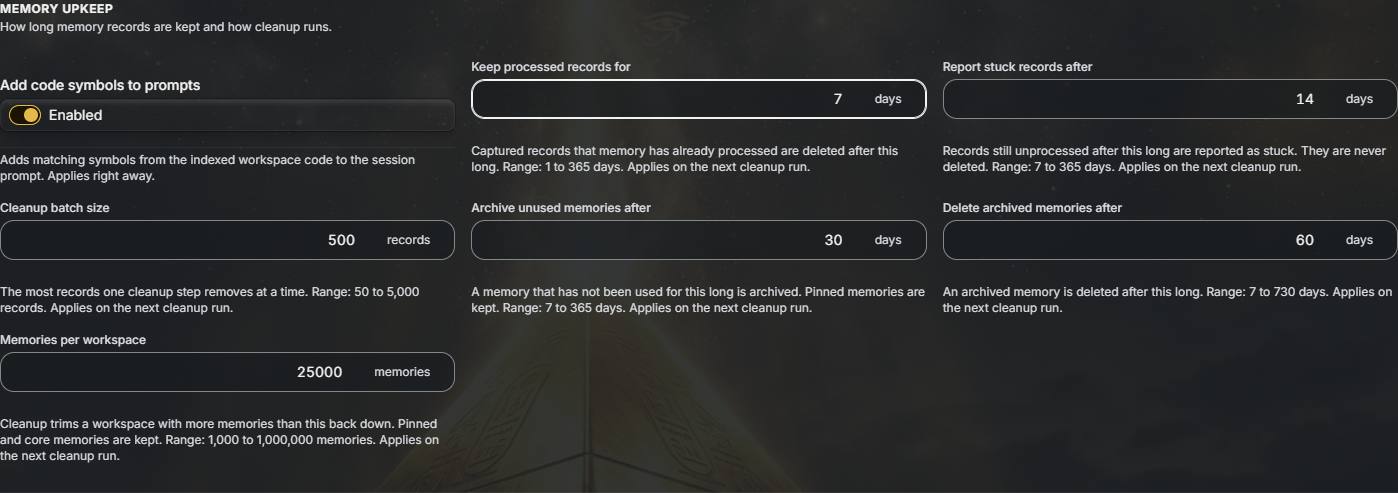 MEMORY UPKEEP
How long memory records are kept and how cleanup runs.
Add code symbols to prompts
Enabled
Adds matching symbols from the indexed workspace code to the session
prompt. Applies right away.
Keep processed records for
7 days
Captured records that memory has already processed are deleted after this
long. Range: 1 to 365 days. Applies on the next cleanup run.
Report stuck records after
14 days
Records still unprocessed after this long are reported as stuck. They are never
deleted. Range: 7 to 365 days. Applies on the next cleanup run.
Cleanup batch size
500 records
The most records one cleanup step removes at a time. Range: 50 to 5,000
records. Applies on the next cleanup run.
Archive unused memories after
30 days
A memory that has not been used for this long is archived. Pinned memories are
kept. Range: 7 to 365 days. Applies on the next cleanup run.
Delete archived memories after
60 days
An archived memory is deleted after this long. Range: 7 to 730 days. Applies on
the next cleanup run.
Memories per workspace
25000 memories
Cleanup trims a workspace with more memories than this back down. Pinned
and core memories are kept. Range: 1,000 to 1,000,000 memories. Applies on
the next cleanup run.